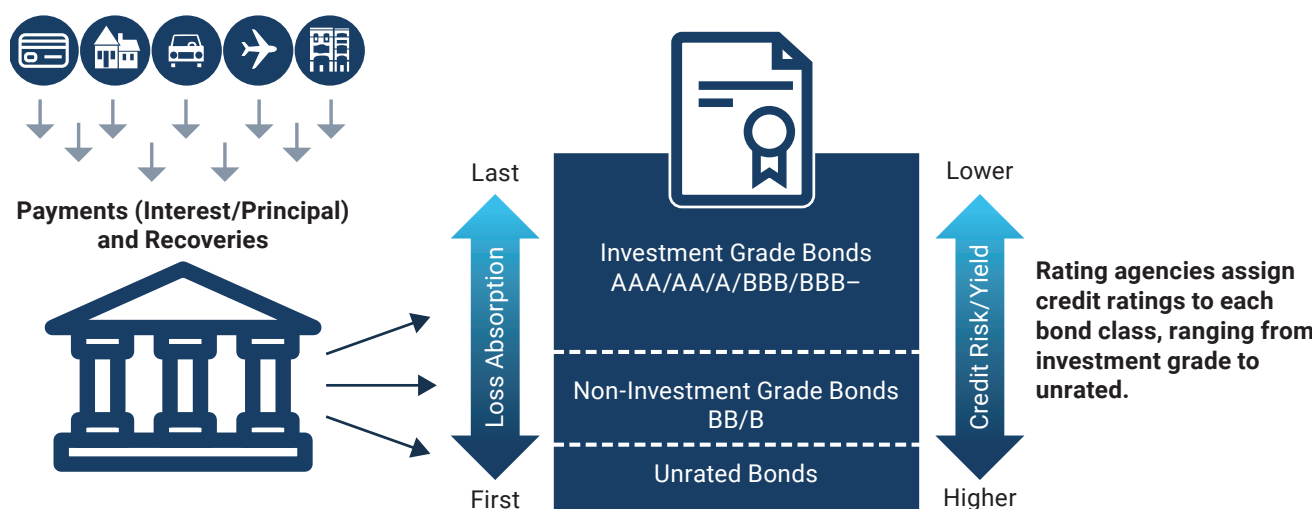 Payments (Interest/Principal)
and Recoveries
Last
Loss Absorption
First
Investment Grade Bonds
AAA/AA/A/BBB/BBB–
Non-Investment Grade Bonds
BB/B
Unrated Bonds
Lower
Credit Risk/Yield
Higher
Rating agencies assign
credit ratings to each
bond class, ranging from
investment grade to
unrated.